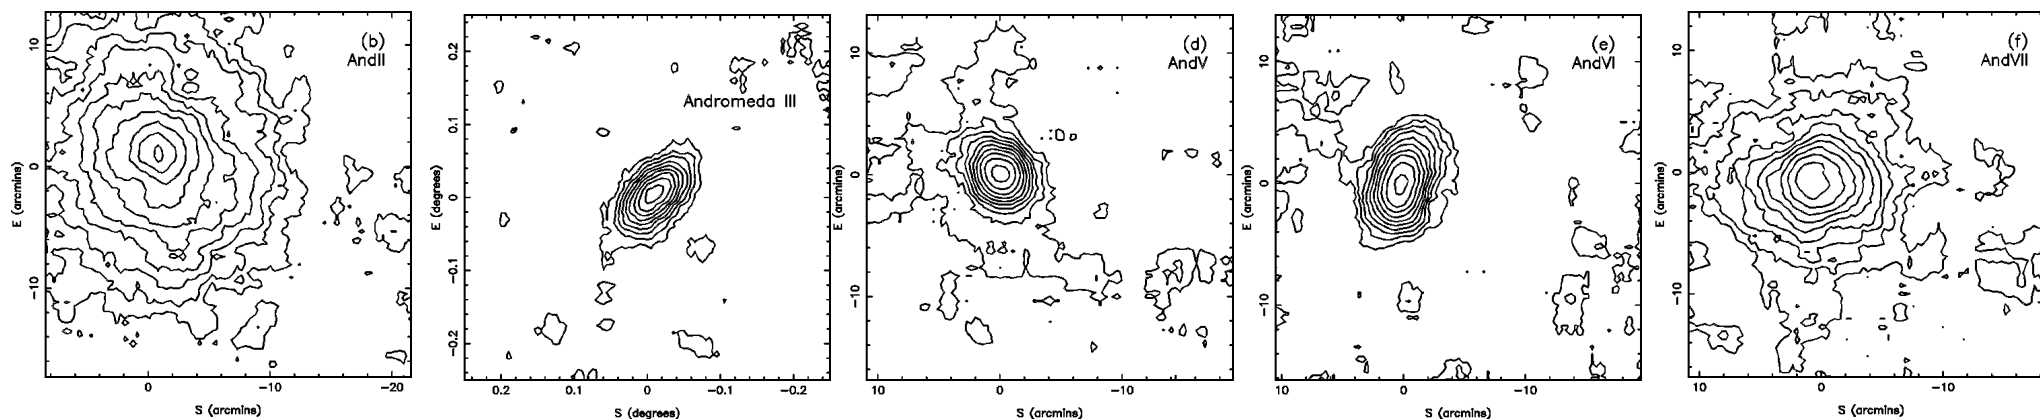 (b)
AndII
10
0
-10
E (arcmins)
0
-10
-20
S (arcmins)
Andromeda III
0.2
0.1
0
-0.1
-0.2
E (degrees)
0.2
0.1
0
-0.1
-0.2
S (degrees)
(d)
AndV
10
0
-10
E (arcmins)
10
0
-10
S (arcmins)
(e)
AndVI
10
0
-10
E (arcmins)
10
0
-10
S (arcmins)
(f)
AndVII
10
0
-10
E (arcmins)
10
0
-10
S (arcmins)